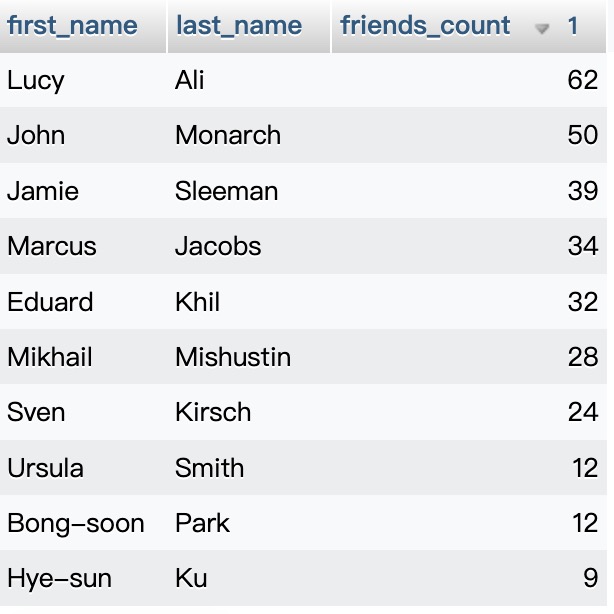 first_name last_name friends_count 1
Lucy Ali 62
John Monarch 50
Jamie Sleeman 39
Marcus Jacobs 34
Eduard Khil 32
Mikhail Mishustin 28
Sven Kirsch 24
Ursula Smith 12
Bong-soon Park 12
Hye-sun Ku 9